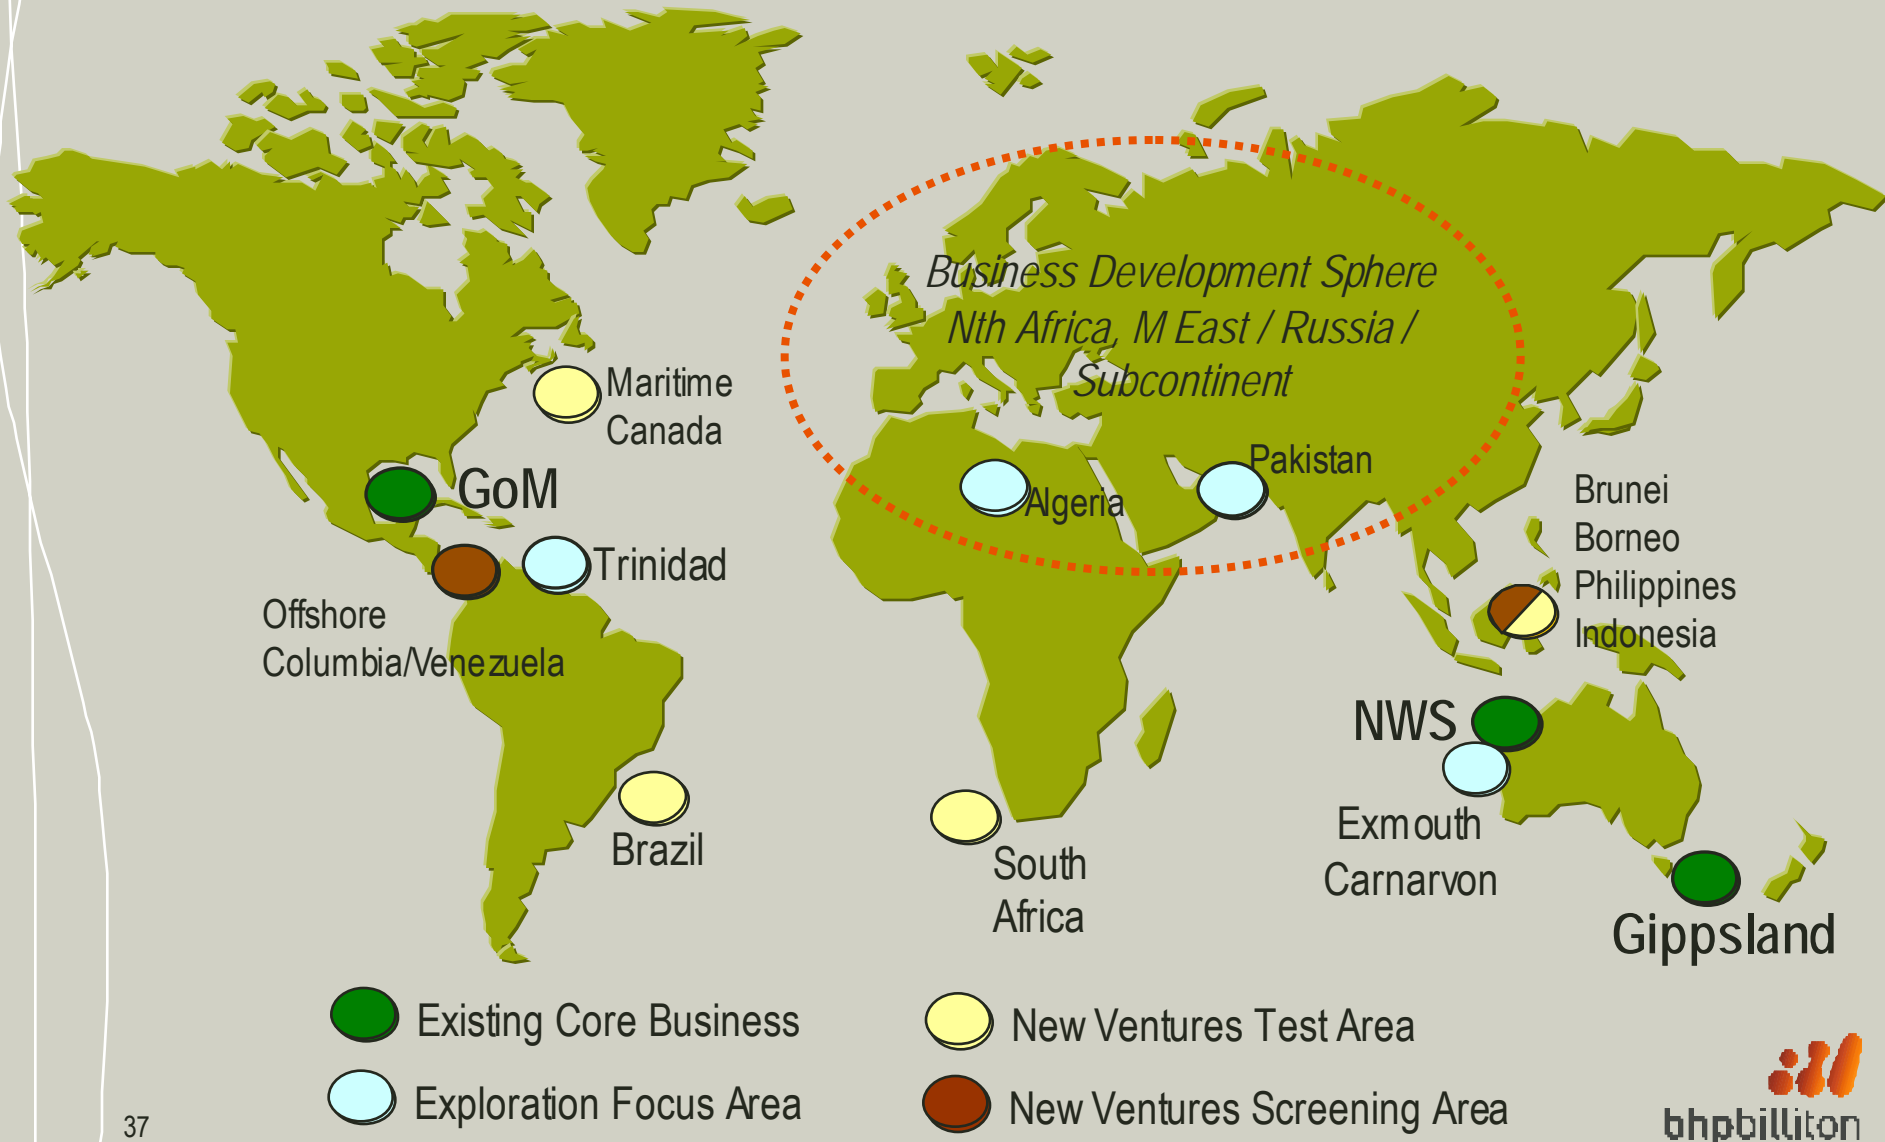 Business Development Sphere
Nth Africa, M East / Russia /
Subcontinent
Maritime
Canada
GoM
Pakistan
Algeria
Brunei
Borneo
Philippines
Indonesia
Trinidad
Offshore
Columbia/Venezuela
NWS
Exmouth
Carnarvon
Brazil
South
Africa
Gippsland
Existing Core Business
New Ventures Test Area
Exploration Focus Area
New Ventures Screening Area
37
bhpbilliton